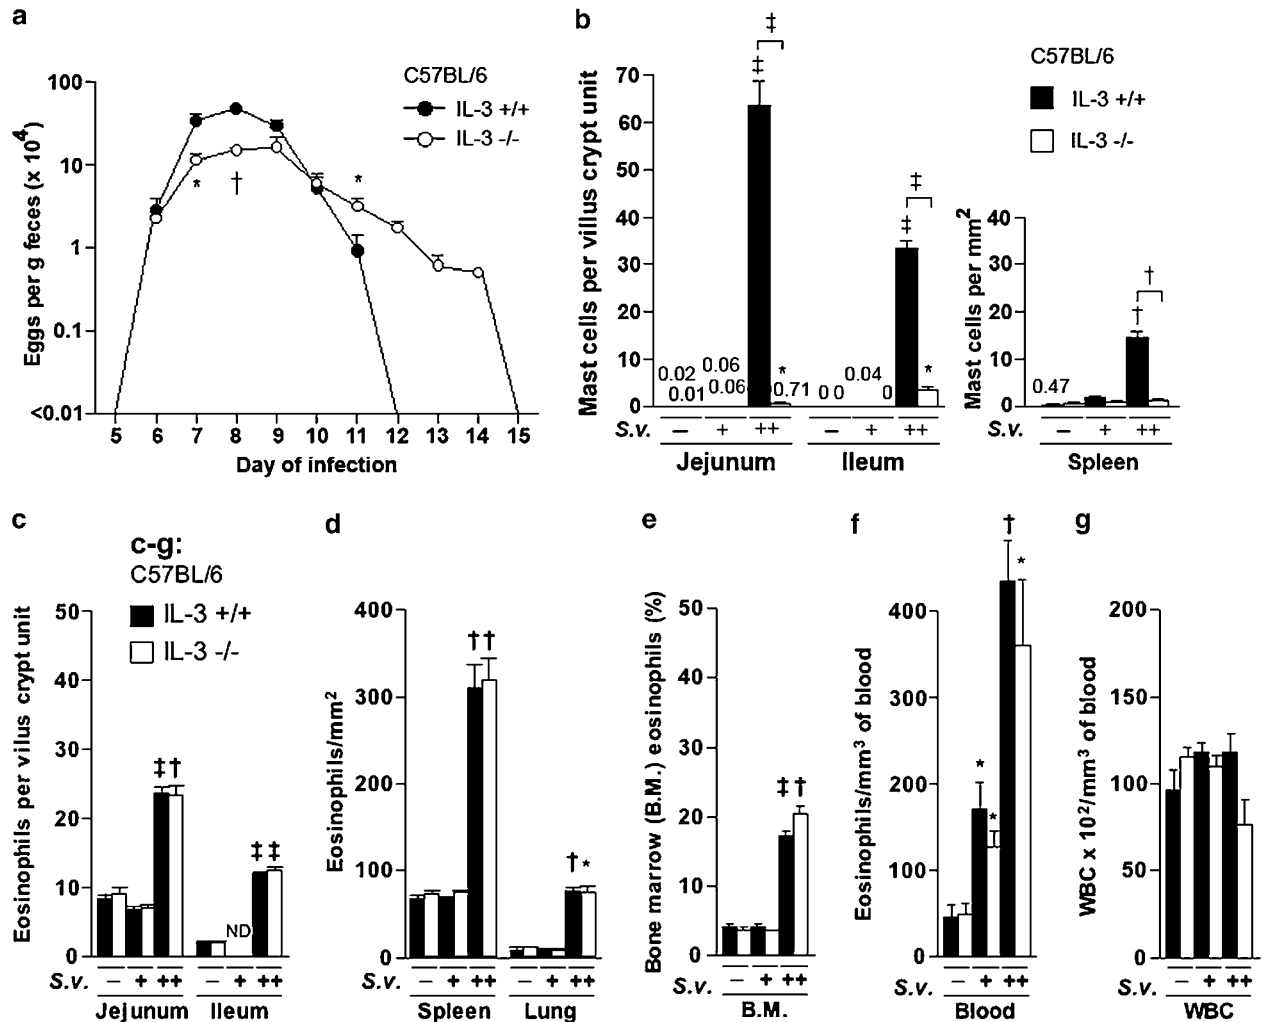 a
C57BL/6
IL-3 +/+
IL-3 -/-
Eggs per g feces (x 10⁴)
100
10
1
0.1
<0.01
* † *
5 6 7 8 9 10 11 12 13 14 15
Day of infection
b
C57BL/6
IL-3 +/+
IL-3 -/-
Mast cells per villus crypt unit
70
60
50
40
30
20
10
0
‡
‡
‡
‡
* *
0.02 0.01 0.06 0.06 0.71 0 0 0.04 0
S.v. – + ++ – + ++
Jejunum Ileum
Mast cells per mm²
40
30
20
10
0
†
†
0.47
S.v. – + ++
Spleen
c
c-g:
C57BL/6
IL-3 +/+
IL-3 -/-
Eosinophils per vilus crypt unit
50
40
30
20
10
0
‡ †
‡ ‡
ND
S.v. – + ++ – + ++
Jejunum Ileum
d
Eosinophils/mm²
400
300
200
100
0
† †
† *
S.v. – + ++ – + ++
Spleen Lung
e
Bone marrow (B.M.) eosinophils (%)
50
40
30
20
10
0
‡ †
S.v. – + ++
B.M.
f
Eosinophils/mm³ of blood
400
300
200
100
0
* * † *
S.v. – + ++
Blood
g
WBC x 10²/mm³ of blood
200
150
100
50
0
S.v. – + ++
WBC